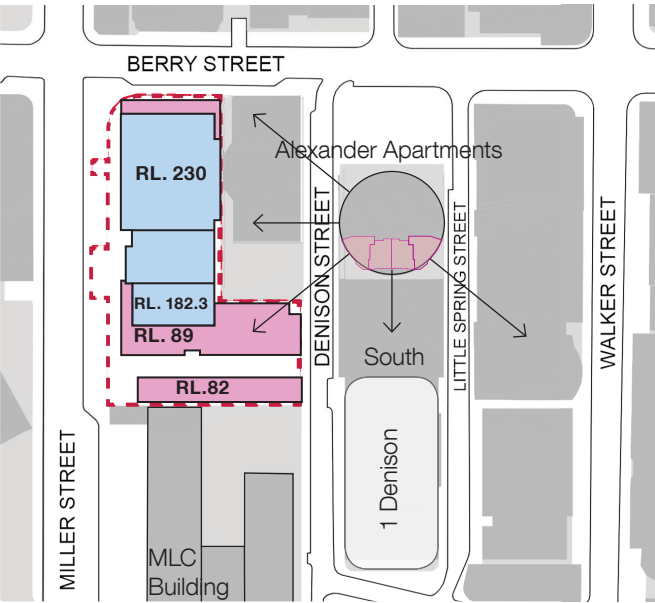 BERRY STREET
Alexander Apartments
RL. 230
DENISON STREET
LITTLE SPRING STREET
WALKER STREET
RL. 182.3
RL. 89
South
RL.82
1 Denison
MILLER STREET
MLC
Building